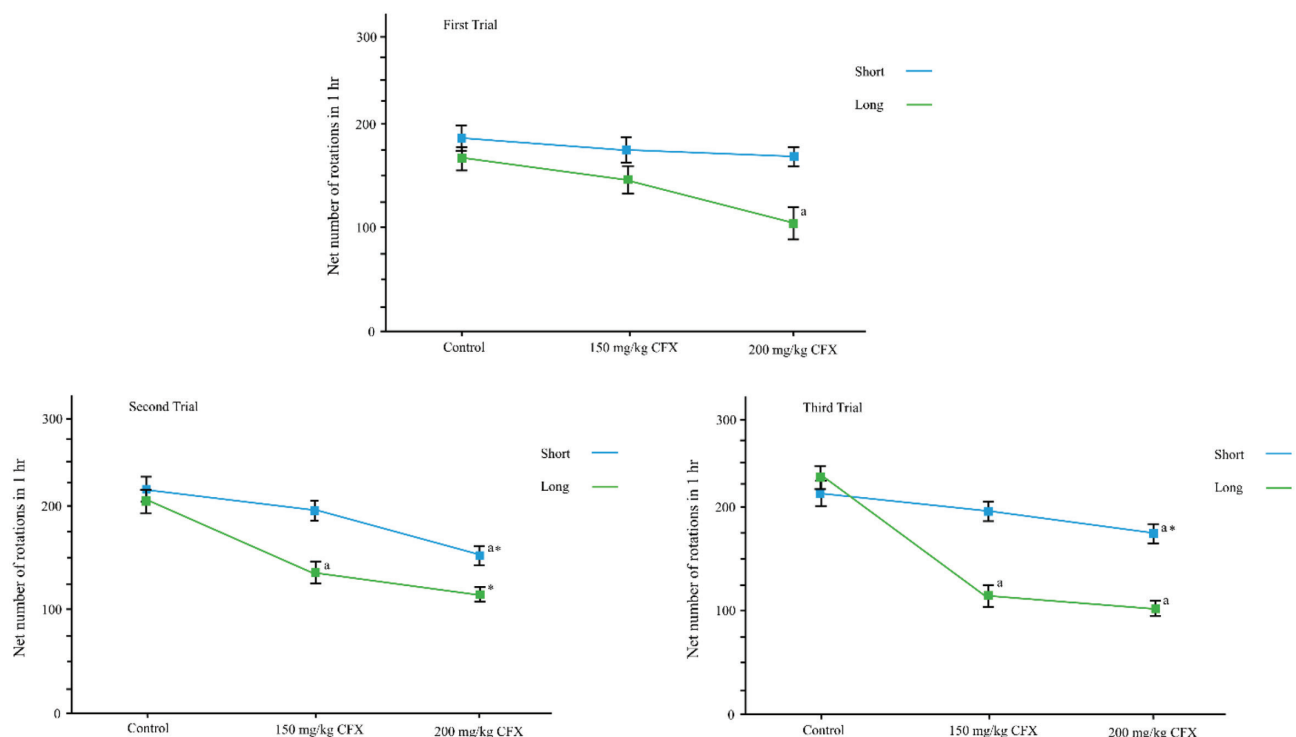 First Trial
Net number of rotations in 1 hr
300
200
100
0
Short
Long
a
Control
150 mg/kg CFX
200 mg/kg CFX
Second Trial
Net number of rotations in 1 hr
300
200
100
0
Short
Long
a*
a
*
Control
150 mg/kg CFX
200 mg/kg CFX
Third Trial
Net number of rotations in 1 hr
300
200
100
0
Short
Long
a*
a
a
Control
150 mg/kg CFX
200 mg/kg CFX